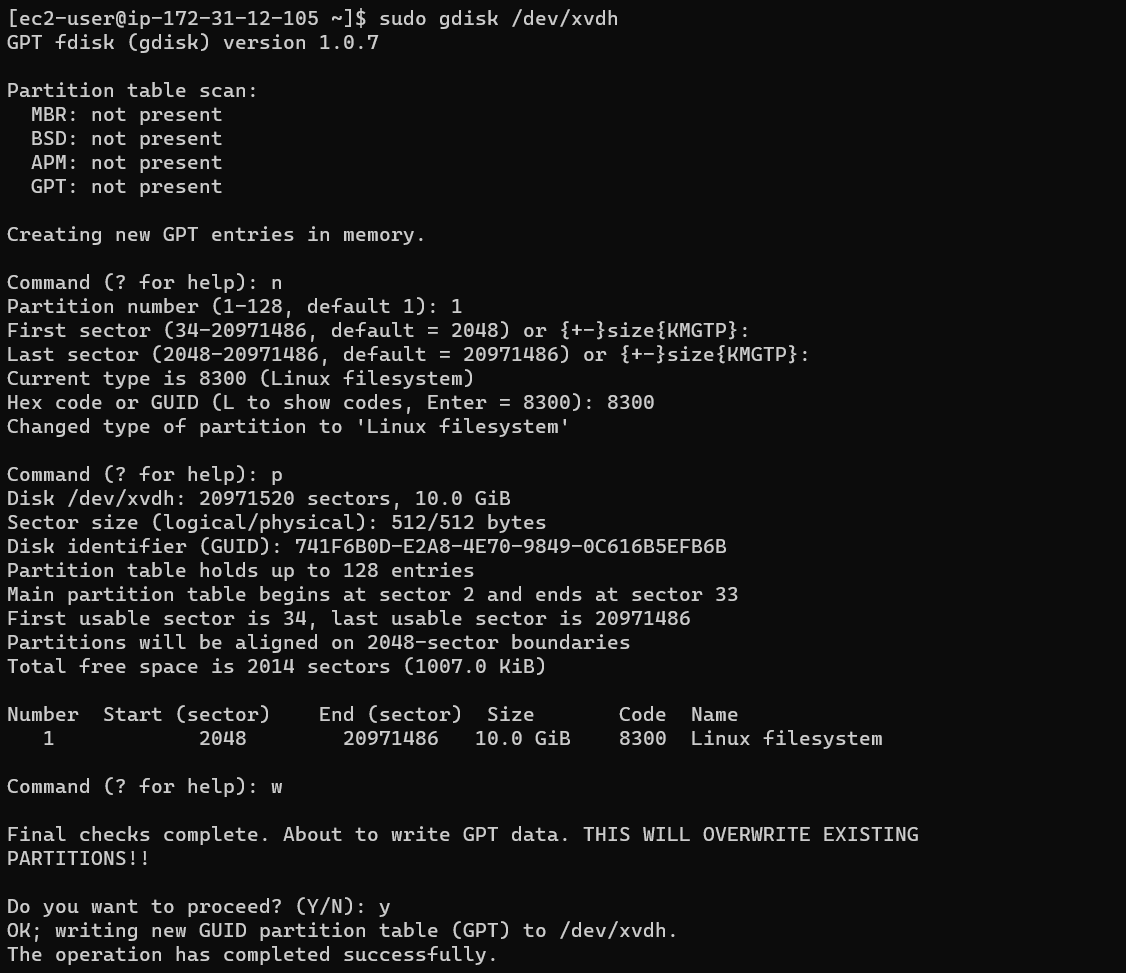 [ec2-user@ip-172-31-12-105 ~]$ sudo gdisk /dev/xvdh
GPT fdisk (gdisk) version 1.0.7

Partition table scan:
  MBR: not present
  BSD: not present
  APM: not present
  GPT: not present

Creating new GPT entries in memory.

Command (? for help): n
Partition number (1-128, default 1): 1
First sector (34-20971486, default = 2048) or {+-}size{KMGTP}:
Last sector (2048-20971486, default = 20971486) or {+-}size{KMGTP}:
Current type is 8300 (Linux filesystem)
Hex code or GUID (L to show codes, Enter = 8300): 8300
Changed type of partition to 'Linux filesystem'

Command (? for help): p
Disk /dev/xvdh: 20971520 sectors, 10.0 GiB
Sector size (logical/physical): 512/512 bytes
Disk identifier (GUID): 741F6B0D-E2A8-4E70-9849-0C616B5EFB6B
Partition table holds up to 128 entries
Main partition table begins at sector 2 and ends at sector 33
First usable sector is 34, last usable sector is 20971486
Partitions will be aligned on 2048-sector boundaries
Total free space is 2014 sectors (1007.0 KiB)

Number  Start (sector)    End (sector)  Size       Code  Name
   1            2048        20971486   10.0 GiB    8300  Linux filesystem

Command (? for help): w

Final checks complete. About to write GPT data. THIS WILL OVERWRITE EXISTING
PARTITIONS!!

Do you want to proceed? (Y/N): y
OK; writing new GUID partition table (GPT) to /dev/xvdh.
The operation has completed successfully.